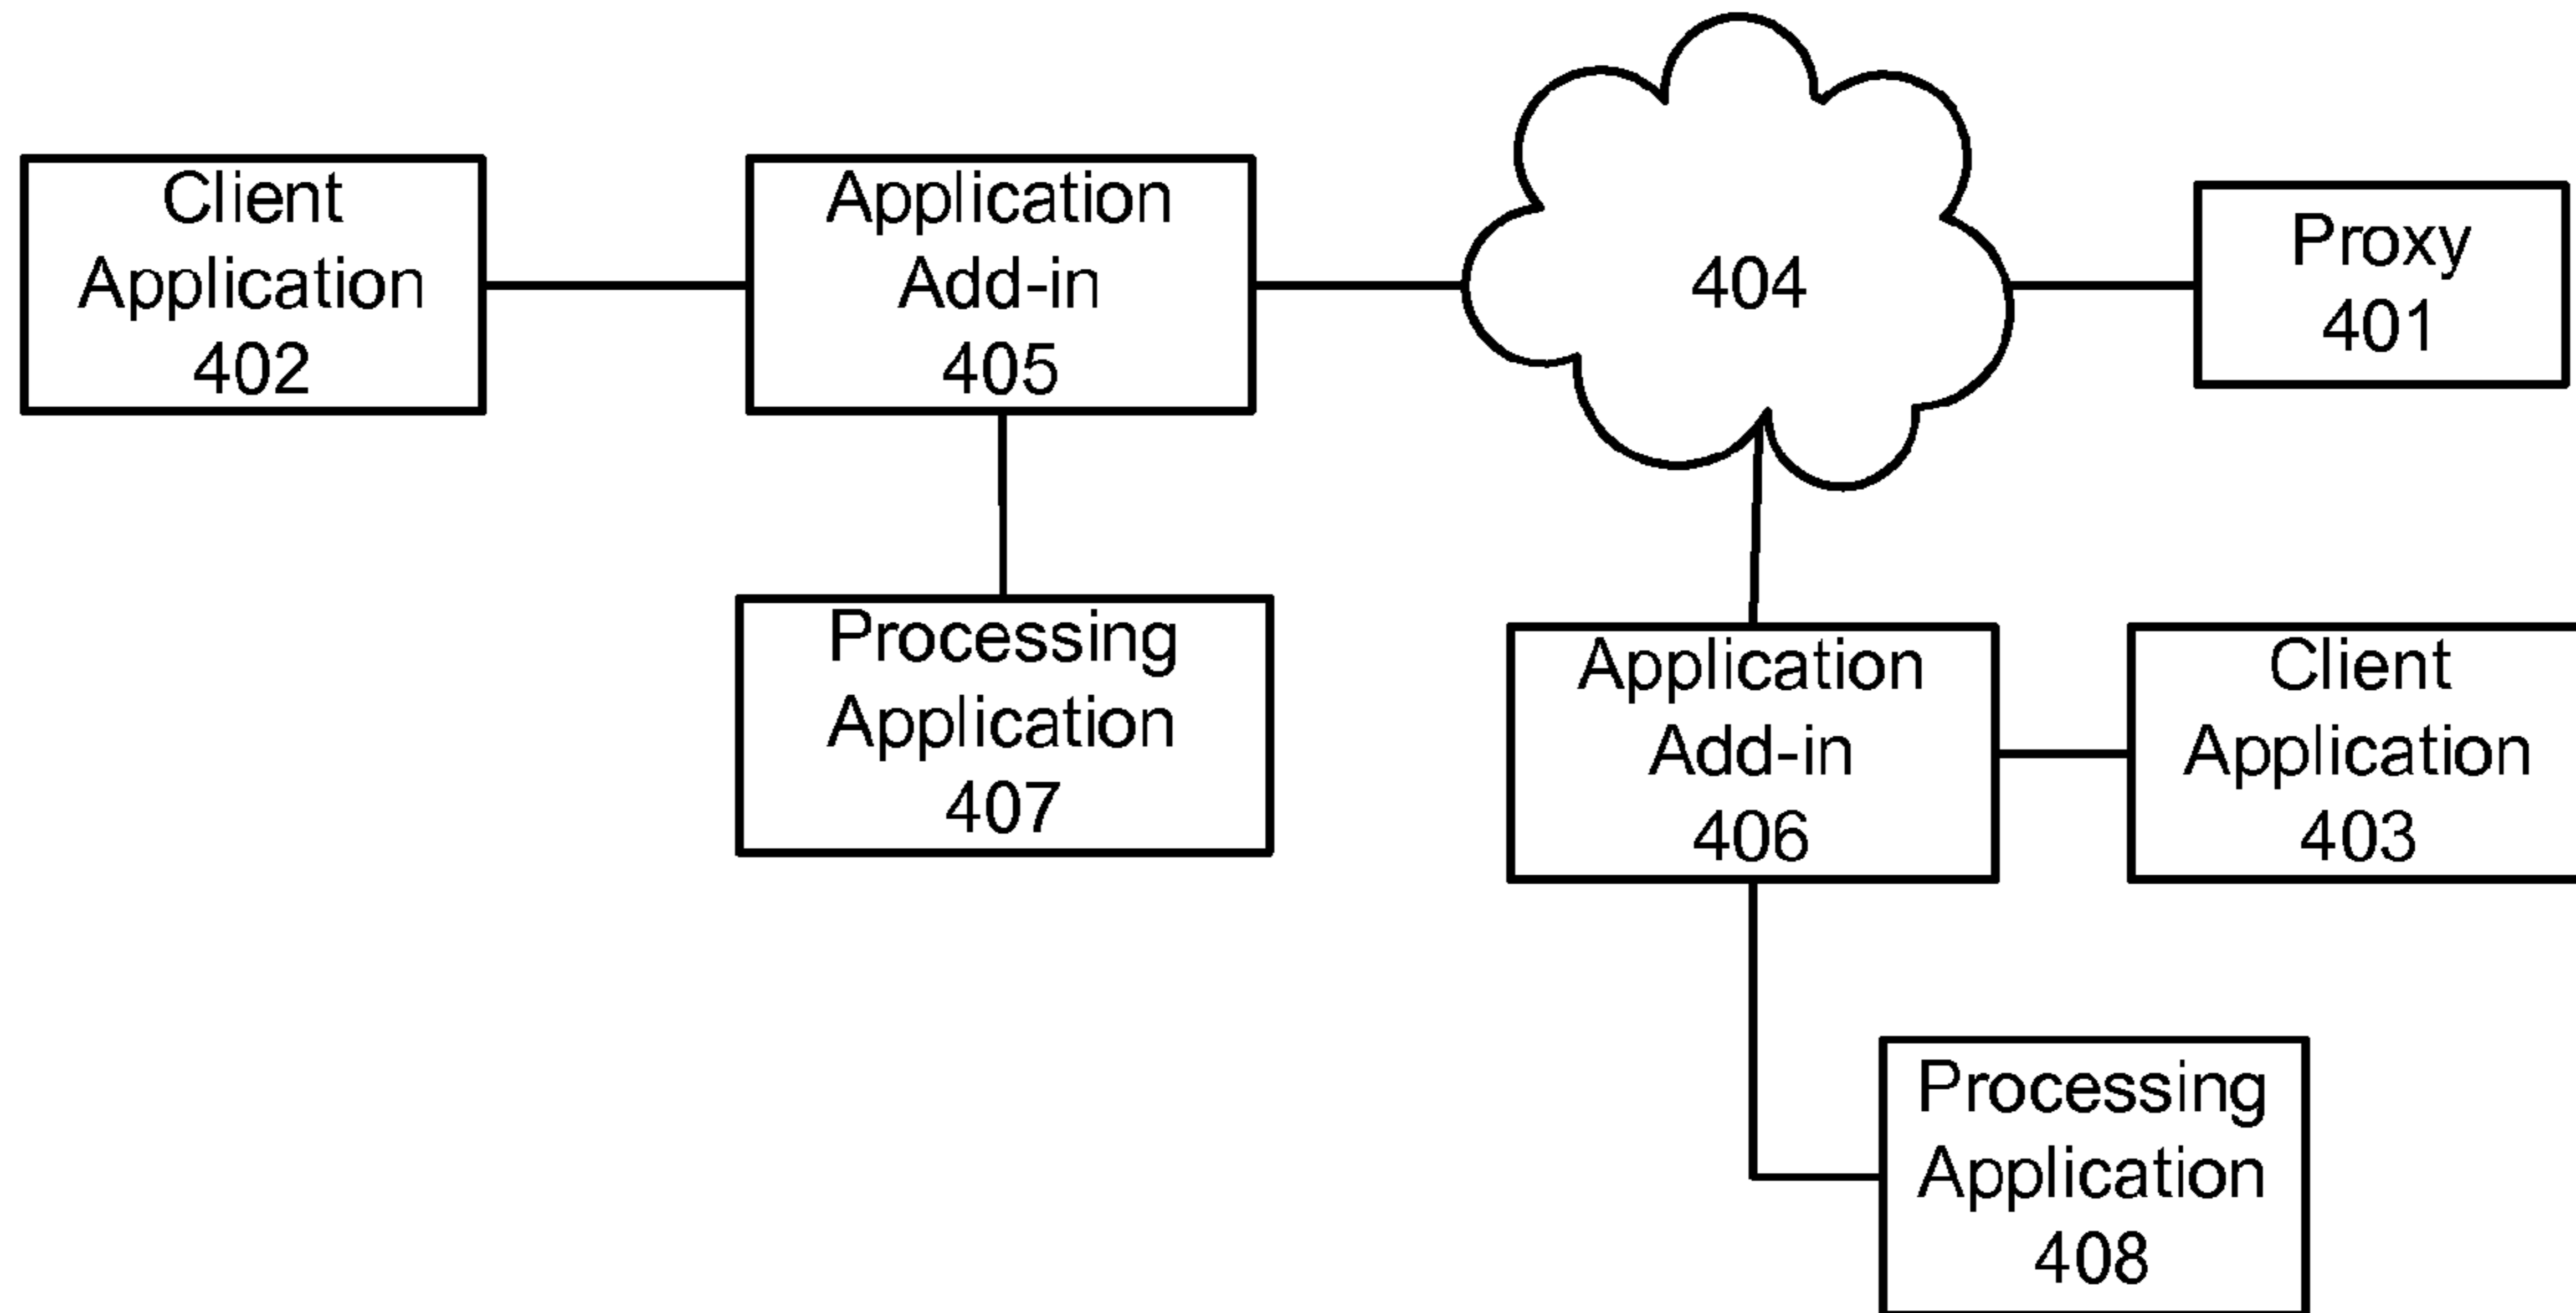 Client
Application
402
Application
Add-in
405
404
Proxy
401
Processing
Application
407
Application
Add-in
406
Client
Application
403
Processing
Application
408